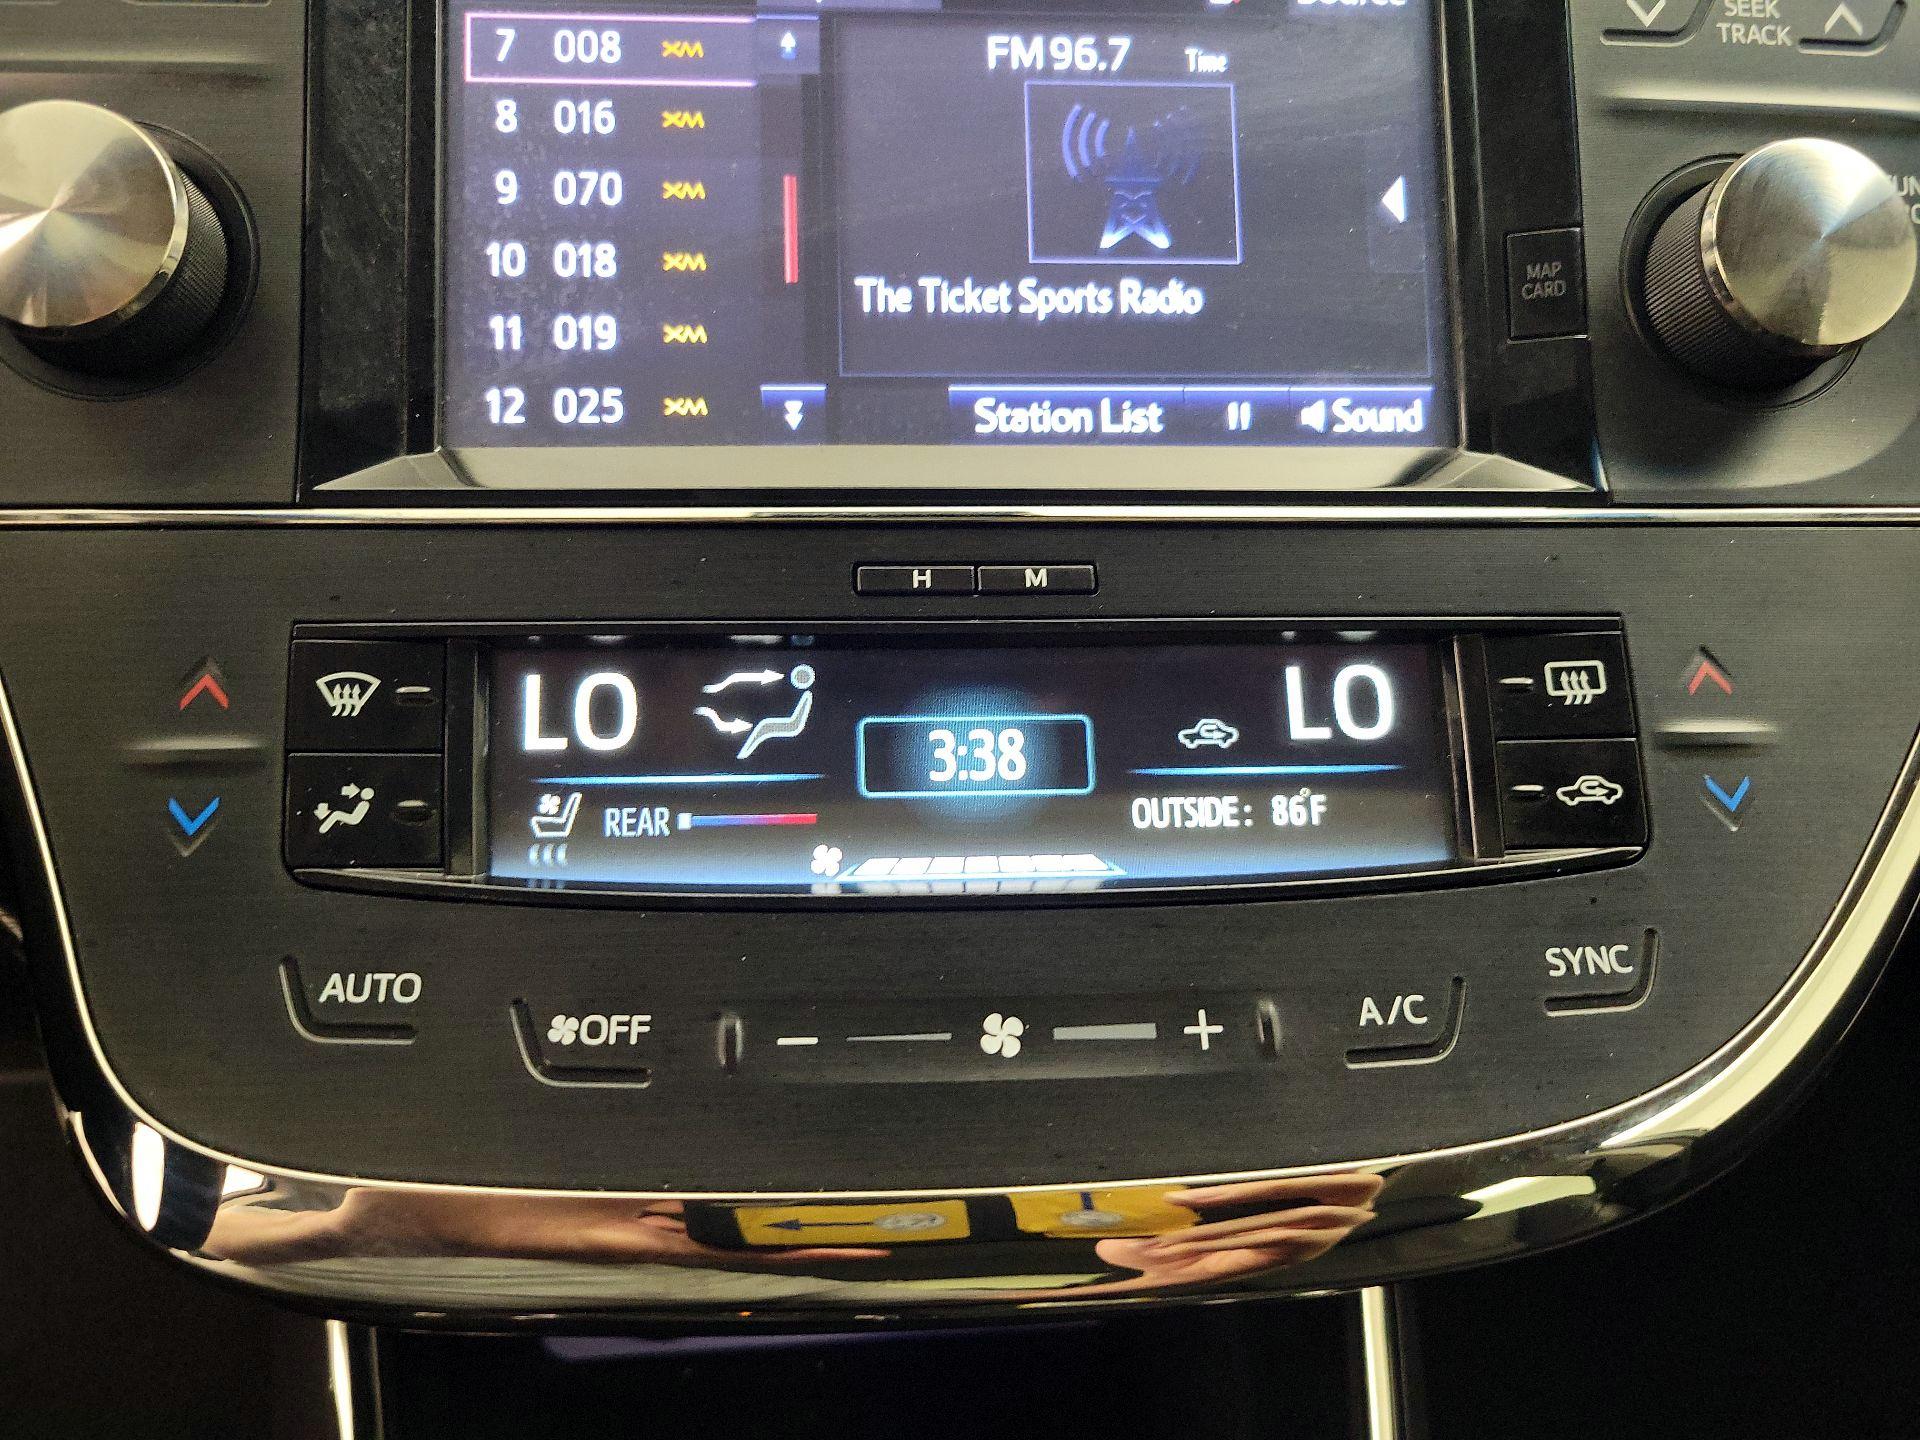 SEEK
TRACK
7 008 XM
8 016 XM
9 070 XM
10 018 XM
11 019 XM
12 025 XM
FM 96.7 Time
The Ticket Sports Radio
Station List Sound
MAP
CARD
H M
LO 3:38 LO
REAR OUTSIDE: 86°F
AUTO OFF - + A/C SYNC